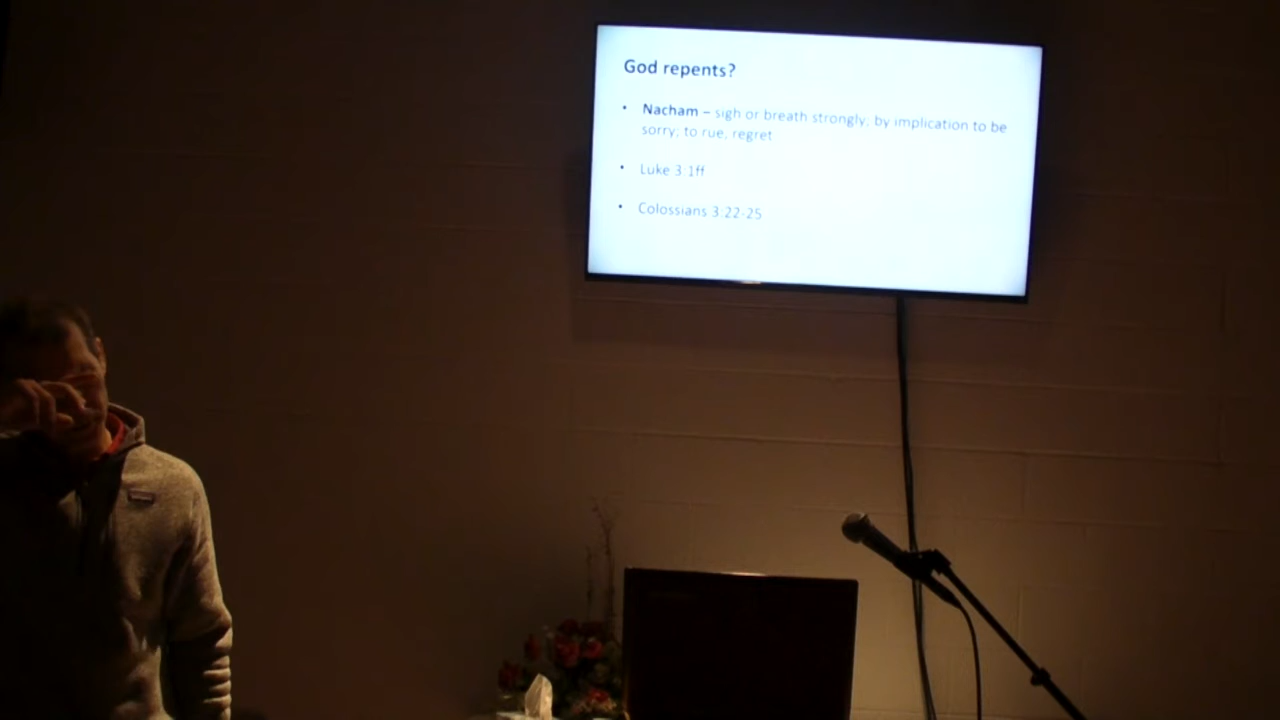 God repents?
• Nacham – sigh or breath strongly; by implication to be
sorry; to rue, regret
• Luke 3:1ff
• Colossians 3:22-25